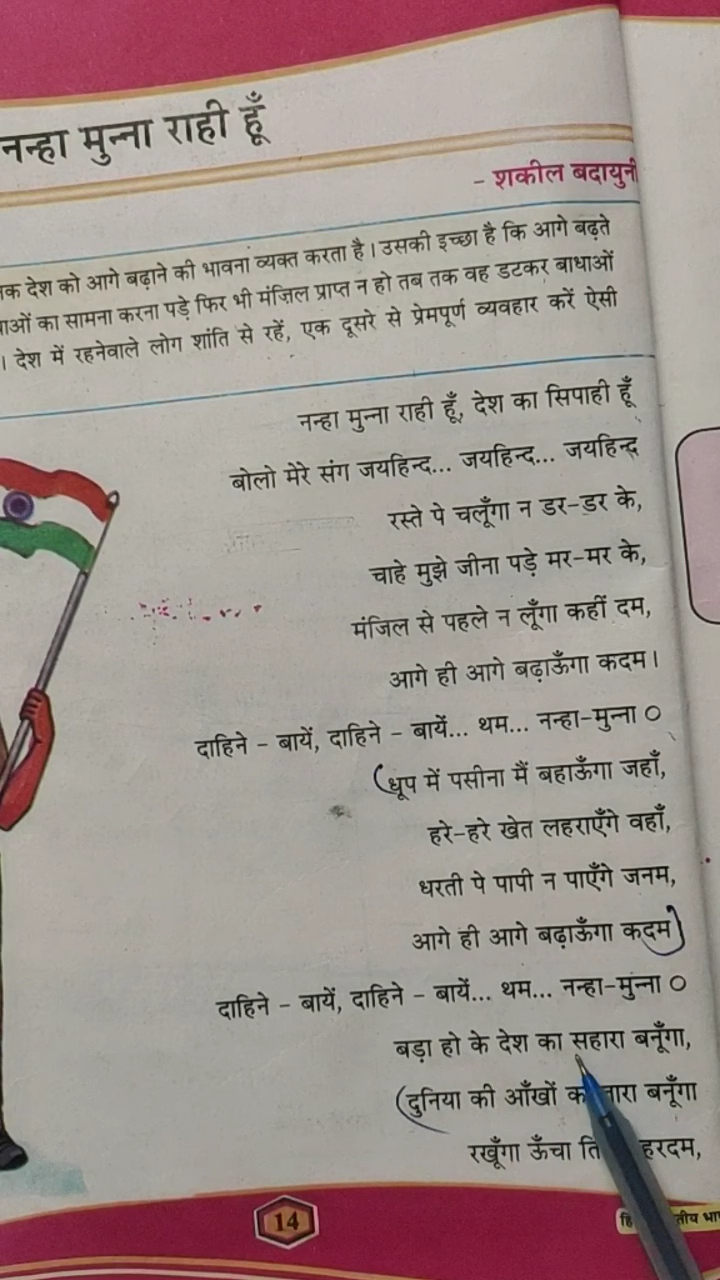 नन्हा मुन्ना राही हूँ
- शकील बदायुनी
देश को आगे बढ़ाने की भावना व्यक्त करता है । उसकी इच्छा है कि आगे बढ़ते
का सामना करना पड़े फिर भी मंज़िल प्राप्त न हो तब तक वह डटकर बाधाओं
। देश में रहनेवाले लोग शांति से रहें, एक दूसरे से प्रेमपूर्ण व्यवहार करें ऐसी
नन्हा मुन्ना राही हूँ, देश का सिपाही हूँ
बोलो मेरे संग जयहिन्द... जयहिन्द... जयहिन्द
रस्ते पे चलूँगा न डर-डर के,
चाहे मुझे जीना पड़े मर-मर के,
मंजिल से पहले न लूँगा कहीं दम,
आगे ही आगे बढ़ाऊँगा कदम ।
दाहिने - बायें, दाहिने - बायें... थम... नन्हा-मुन्ना ०
(धूप में पसीना मैं बहाऊँगा जहाँ,
हरे-हरे खेत लहराएँगे वहाँ,
धरती पे पापी न पाएँगे जनम,
आगे ही आगे बढ़ाऊँगा कदम)
दाहिने - बायें, दाहिने - बायें... थम... नन्हा-मुन्ना ०
बड़ा हो के देश का सहारा बनूँगा,
(दुनिया की आँखों का तारा बनूँगा
रखूँगा ऊँचा हरदम,
14